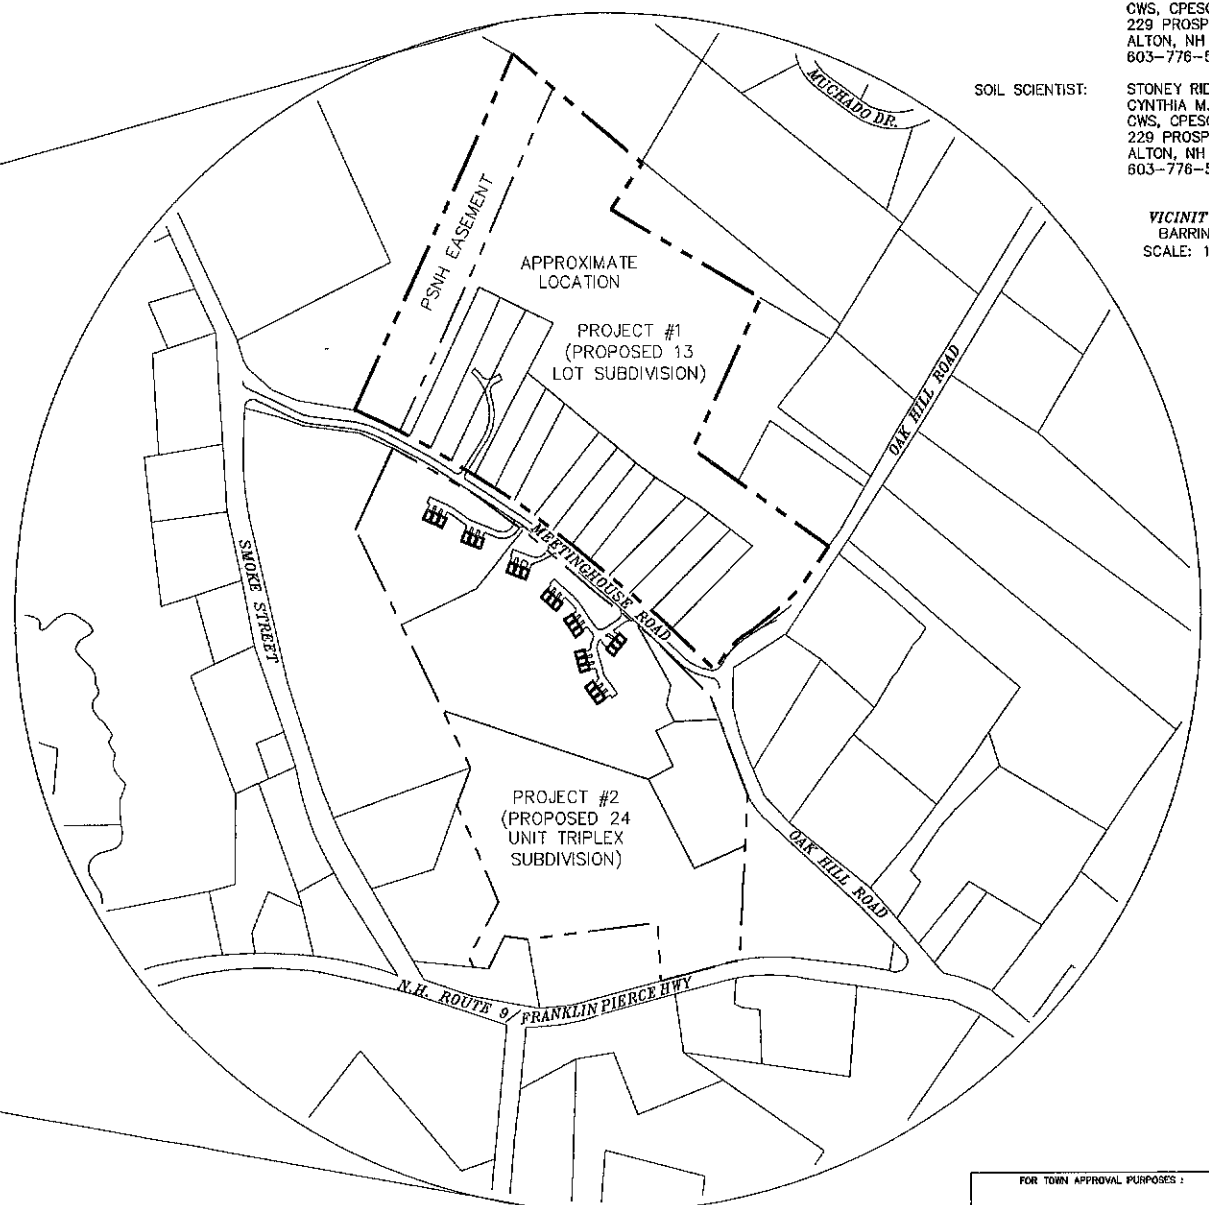 CWS, CPESC
229 PROSP
ALTON, NH
603-776-5
SOIL SCIENTIST:
STONEY RID
CYNTHIA M.
CWS, CPESC
229 PROSP
ALTON, NH
603-776-5
VICINIT
BARRIN
SCALE: 1
MUCHADO DR.
PSNH EASEMENT
APPROXIMATE
LOCATION
PROJECT #1
(PROPOSED 13
LOT SUBDIVISION)
OAK HILL ROAD
MEETINGHOUSE ROAD
SMOKE STREET
PROJECT #2
(PROPOSED 24
UNIT TRIPLEX
SUBDIVISION)
OAK HILL ROAD
N.H. ROUTE 9/FRANKLIN PIERCE HWY
FOR TOWN APPROVAL PURPOSES :